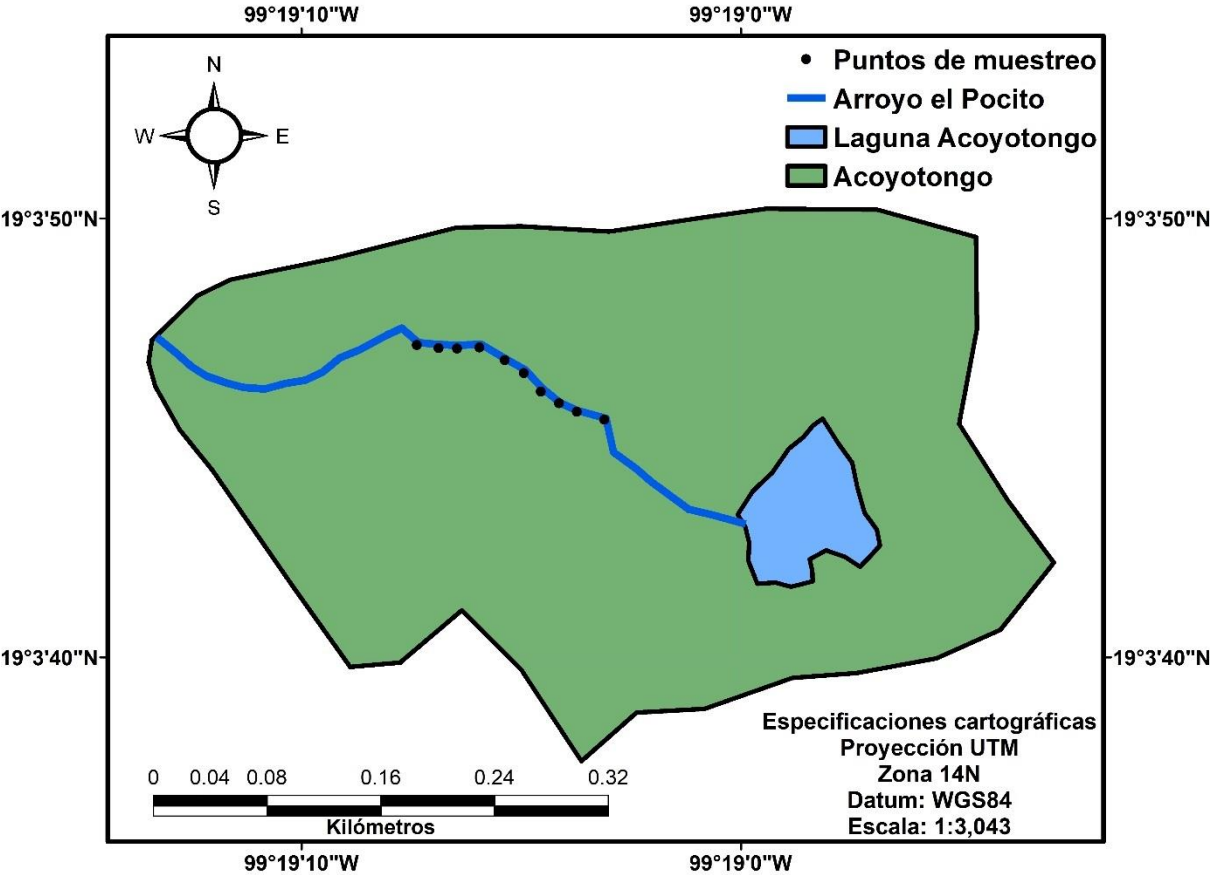 99°19'10"W 99°19'0"W
N
W E
S
Puntos de muestreo
Arroyo el Pocito
Laguna Acoyotongo
Acoyotongo
19°3'50"N 19°3'50"N
19°3'40"N 19°3'40"N
Especificaciones cartográficas
Proyección UTM
Zona 14N
Datum: WGS84
Escala: 1:3,043
0 0.04 0.08 0.16 0.24 0.32
Kilómetros
99°19'10"W 99°19'0"W